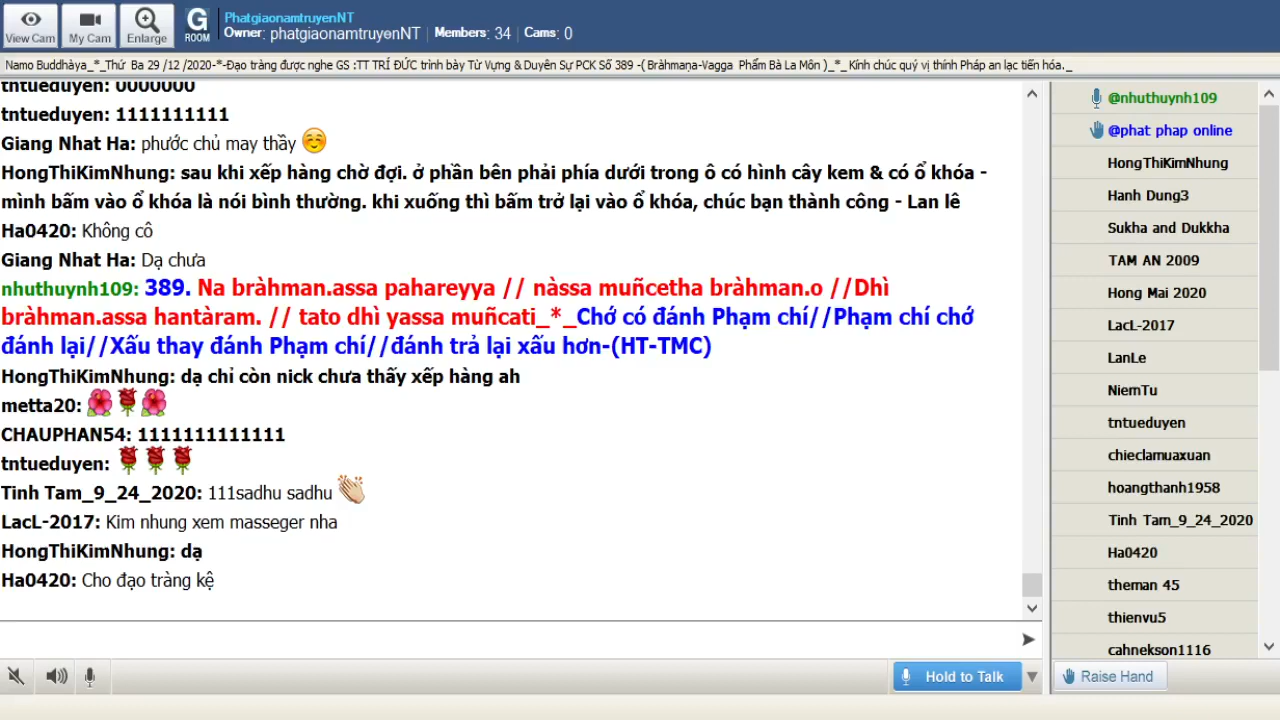 View Cam
My Cam
Enlarge
G
ROOM
PhatgiaonamtruyenNT
Owner: phatgiaonamtruyenNT | Members: 34 | Cams: 0
Namo Buddhàya_*_Thứ Ba 29 /12 /2020-*-Đạo tràng được nghe GS :TT TRÍ ĐỨC trình bày Từ Vựng & Duyên Sự PCK Số 389 -( Bràhmaṇa-Vagga Phẩm Bà La Môn )_*_ Kính chúc quý vị thính Pháp an lạc tiến hóa._
tntueduyen: 0000000
tntueduyen: 1111111111
Giang Nhat Ha: phước chủ may thầy
HongThiKimNhung: sau khi xếp hàng chờ đợi. ở phần bên phải phía dưới trong ô có hình cây kem & có ổ khóa -
mình bấm vào ổ khóa là nói bình thường. khi xuống thì bấm trở lại vào ổ khóa, chúc bạn thành công - Lan lê
Ha0420: Không cô
Giang Nhat Ha: Dạ chưa
nhuthuynh109: 389. Na bràhman.assa pahareyya // nàssa muñcetha bràhman.o //Dhì
bràhman.assa hantàram. // tato dhì yassa muñcati_*_Chớ có đánh Phạm chí//Phạm chí chớ
đánh lại//Xấu thay đánh Phạm chí//đánh trả lại xấu hơn-(HT-TMC)
HongThiKimNhung: dạ chỉ còn nick chưa thấy xếp hàng ah
metta20:
CHAUPHAN54: 1111111111111
tntueduyen:
Tinh Tam_9_24_2020: 111sadhu sadhu
LacL-2017: Kim nhung xem masseger nha
HongThiKimNhung: dạ
Ha0420: Cho đạo tràng kệ
Hold to Talk
@nhuthuynh109
@phat phap online
HongThiKimNhung
Hanh Dung3
Sukha and Dukkha
TAM AN 2009
Hong Mai 2020
LacL-2017
LanLe
NiemTu
tntueduyen
chieclamuaxuan
hoangthanh1958
Tinh Tam_9_24_2020
Ha0420
theman 45
thienvu5
cahnekson1116
Raise Hand